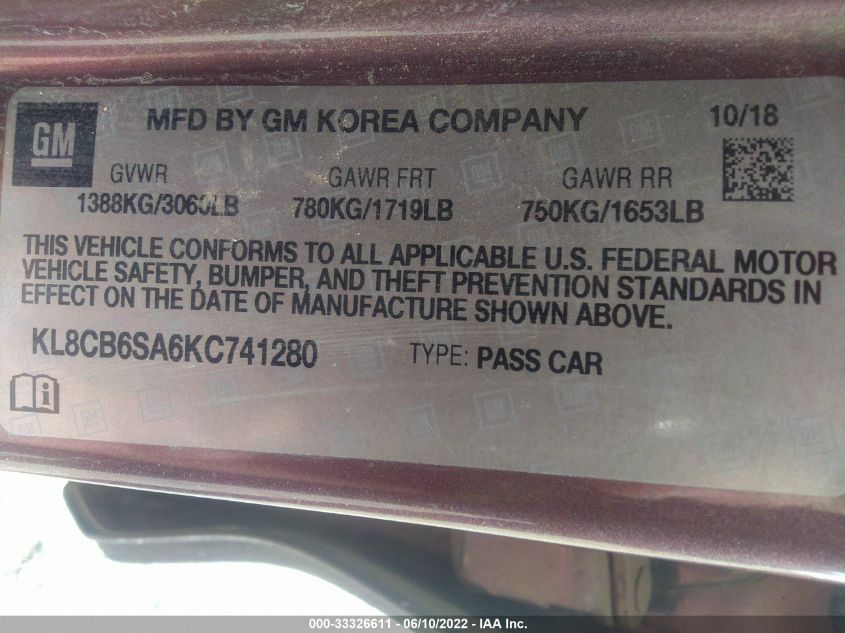 GM
MFD BY GM KOREA COMPANY
10/18
GVWR
GAWR FRT
GAWR RR
1388KG/3060LB
780KG/1719LB
750KG/1653LB
THIS VEHICLE CONFORMS TO ALL APPLICABLE U.S. FEDERAL MOTOR
VEHICLE SAFETY, BUMPER, AND THEFT PREVENTION STANDARDS IN
EFFECT ON THE DATE OF MANUFACTURE SHOWN ABOVE.
KL8CB6SA6KC741280
TYPE: PASS CAR
000-33326611 - 06/10/2022 - IAA Inc.